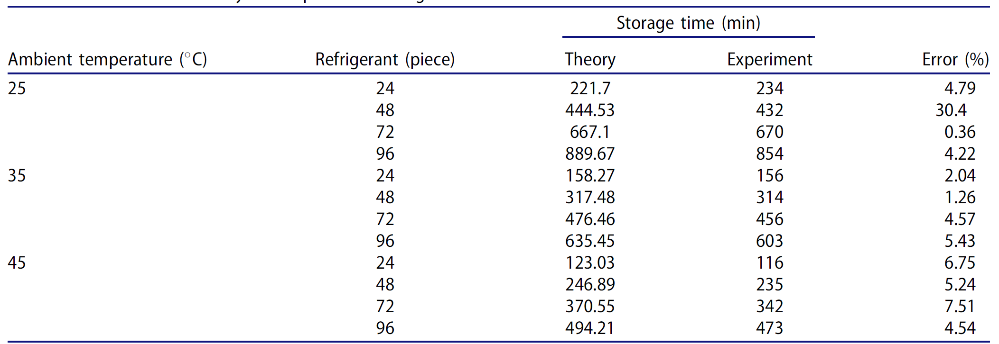 Storage time (min)
Ambient temperature (°C) Refrigerant (piece) Theory Experiment Error (%)
25 24 221.7 234 4.79
48 444.53 432 30.4
72 667.1 670 0.36
96 889.67 854 4.22
35 24 158.27 156 2.04
48 317.48 314 1.26
72 476.46 456 4.57
96 635.45 603 5.43
45 24 123.03 116 6.75
48 246.89 235 5.24
72 370.55 342 7.51
96 494.21 473 4.54